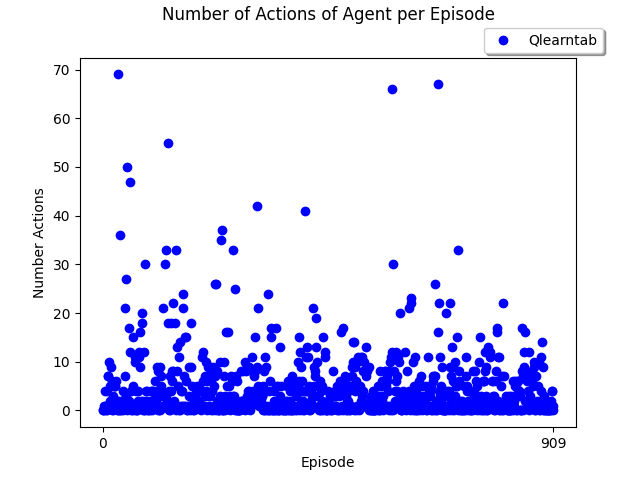 Number of Actions of Agent per Episode
Qlearntab
70
60
50
40
30
20
10
0
Number Actions
0 909
Episode